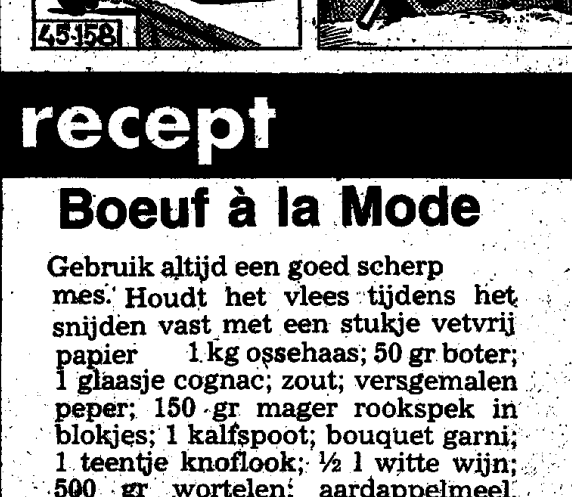 45-158
recept
Boeuf à la Mode
Gebruik altijd een goed scherp
mes. Houdt het vlees tijdens het
snijden vast met een stukje vetvrij
papier 1 kg ossehaas; 50 gr boter;
1 glaasje cognac; zout; versgemalen
peper; 150 gr mager rookspek in
blokjes; 1 kalfspoot; bouquet garni;
1 teentje knoflook; ½ l witte wijn;
500 gr wortelen; aardappelmeel